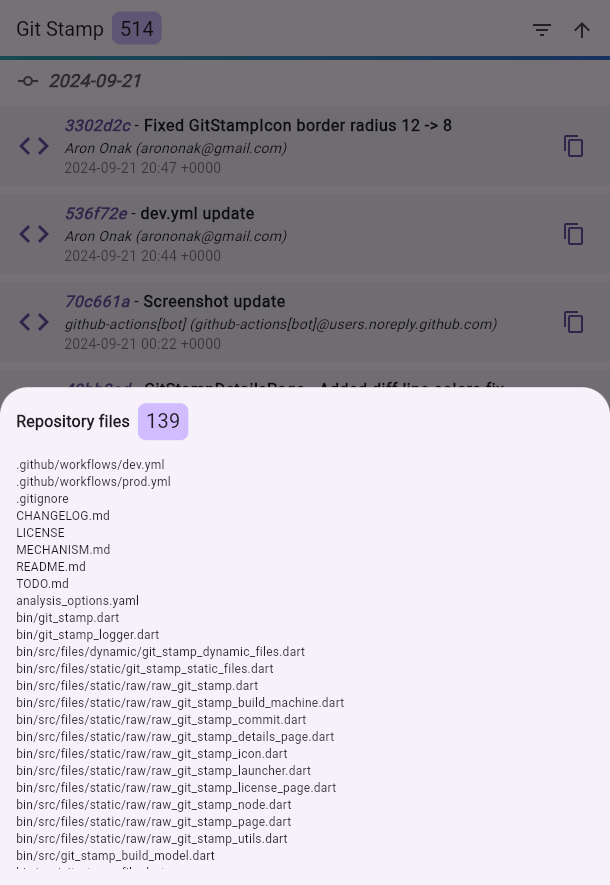 Git Stamp 514
2024-09-21
3302d2c - Fixed GitStampIcon border radius 12 -> 8
Aron Onak (arononak@gmail.com)
2024-09-21 20:47 +0000
536f72e - dev.yml update
Aron Onak (arononak@gmail.com)
2024-09-21 20:44 +0000
70c661a - Screenshot update
github-actions[bot] (github-actions[bot]@users.noreply.github.com)
2024-09-21 00:22 +0000
Repository files 139
.github/workflows/dev.yml
.github/workflows/prod.yml
.gitignore
CHANGELOG.md
LICENSE
MECHANISM.md
README.md
TODO.md
analysis_options.yaml
bin/git_stamp.dart
bin/git_stamp_logger.dart
bin/src/files/dynamic/git_stamp_dynamic_files.dart
bin/src/files/static/git_stamp_static_files.dart
bin/src/files/static/raw/raw_git_stamp.dart
bin/src/files/static/raw/raw_git_stamp_build_machine.dart
bin/src/files/static/raw/raw_git_stamp_commit.dart
bin/src/files/static/raw/raw_git_stamp_details_page.dart
bin/src/files/static/raw/raw_git_stamp_icon.dart
bin/src/files/static/raw/raw_git_stamp_launcher.dart
bin/src/files/static/raw/raw_git_stamp_license_page.dart
bin/src/files/static/raw/raw_git_stamp_node.dart
bin/src/files/static/raw/raw_git_stamp_page.dart
bin/src/files/static/raw/raw_git_stamp_utils.dart
bin/src/git_stamp_build_model.dart